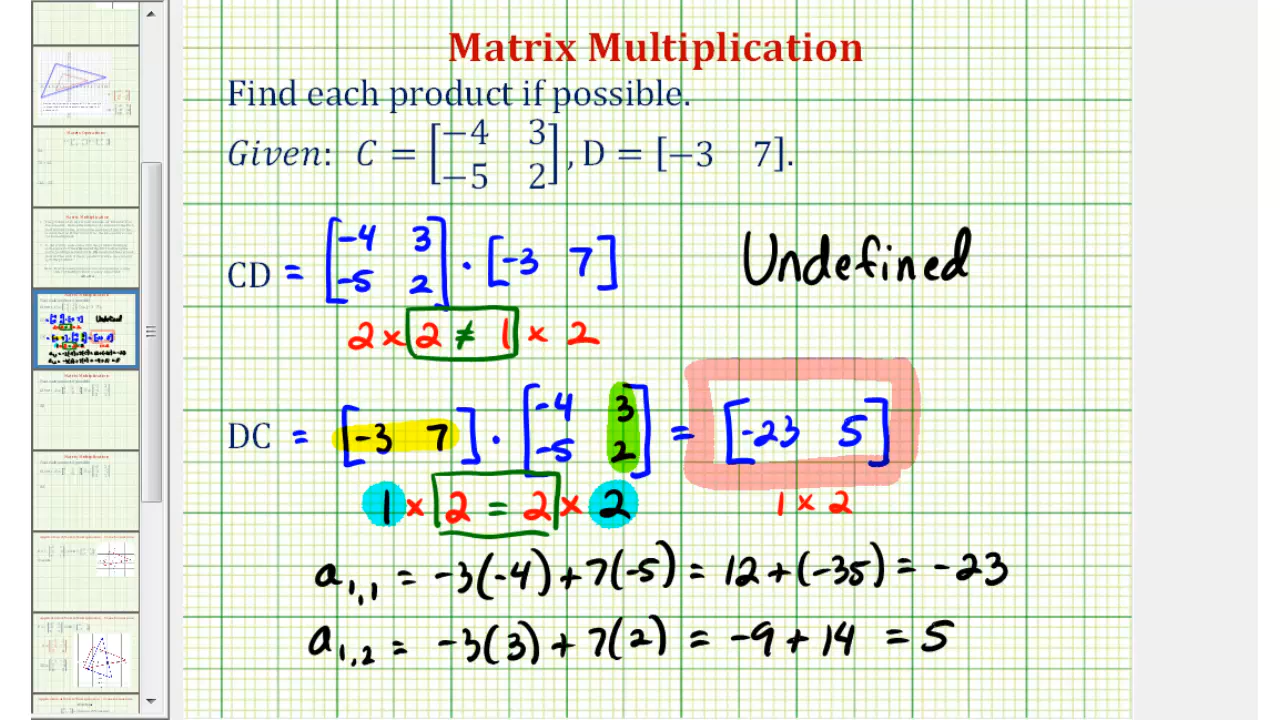 Matrix Multiplication
Find each product if possible.
Given: C = [−4 3
−5 2], D = [−3 7].
CD = [-4 3
-5 2] · [-3 7]
Undefined
2 × 2 ≠ 1 × 2
DC = [-3 7] · [-4 3
-5 2] = [-23 5]
1 × 2 = 2 × 2
1 × 2
a1,1 = -3(-4) + 7(-5) = 12 + (-35) = -23
a1,2 = -3(3) + 7(2) = -9 + 14 = 5